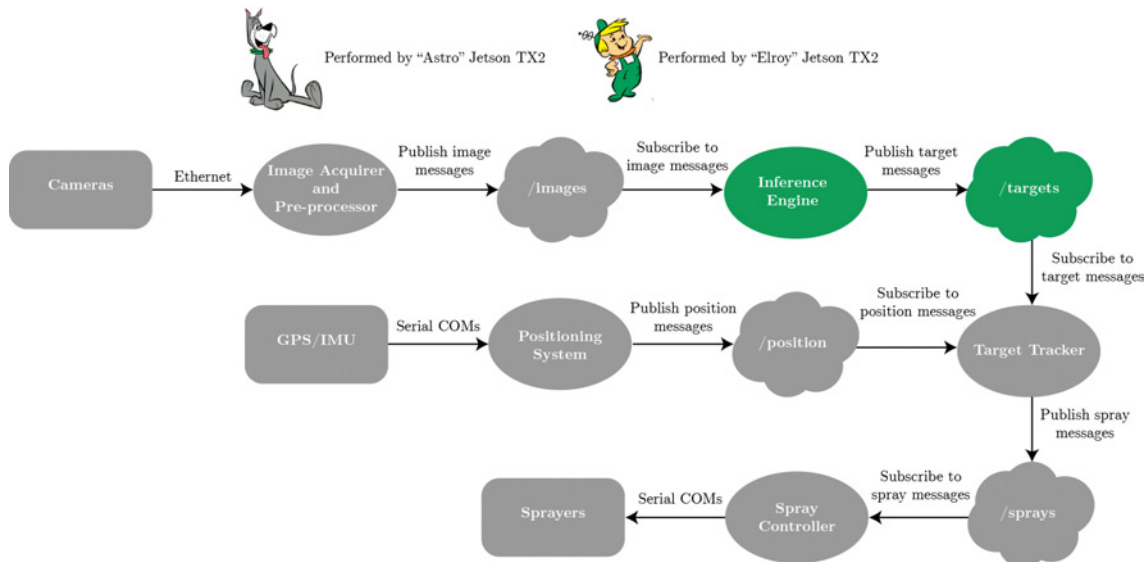 Performed by “Astro” Jetson TX2
Performed by “Elroy” Jetson TX2
Cameras
Ethernet
Image Acquirer
and
Pre-processor
Publish image
messages
/images
Subscribe to
image messages
Inference
Engine
Publish target
messages
/targets
Subscribe to
target messages
GPS/IMU
Serial COMs
Positioning
System
Publish position
messages
/position
Subscribe to
position messages
Target Tracker
Publish spray
messages
/sprays
Subscribe to
spray messages
Spray
Controller
Serial COMs
Sprayers